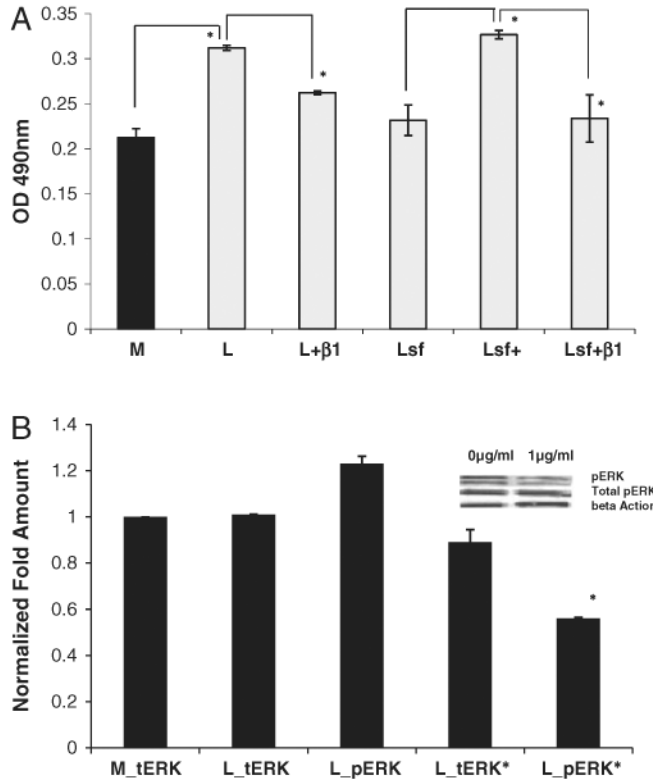 A
OD 490nm
0.35
0.3
0.25
0.2
0.15
0.1
0.05
0
*
*
*
*
M L L+β1 Lsf Lsf+ Lsf+β1
B
Normalized Fold Amount
1.4
1.2
1
0.8
0.6
0.4
0.2
0
0µg/ml 1µg/ml
pERK
Total pERK
beta Action
*
M_tERK L_tERK L_pERK L_tERK* L_pERK*